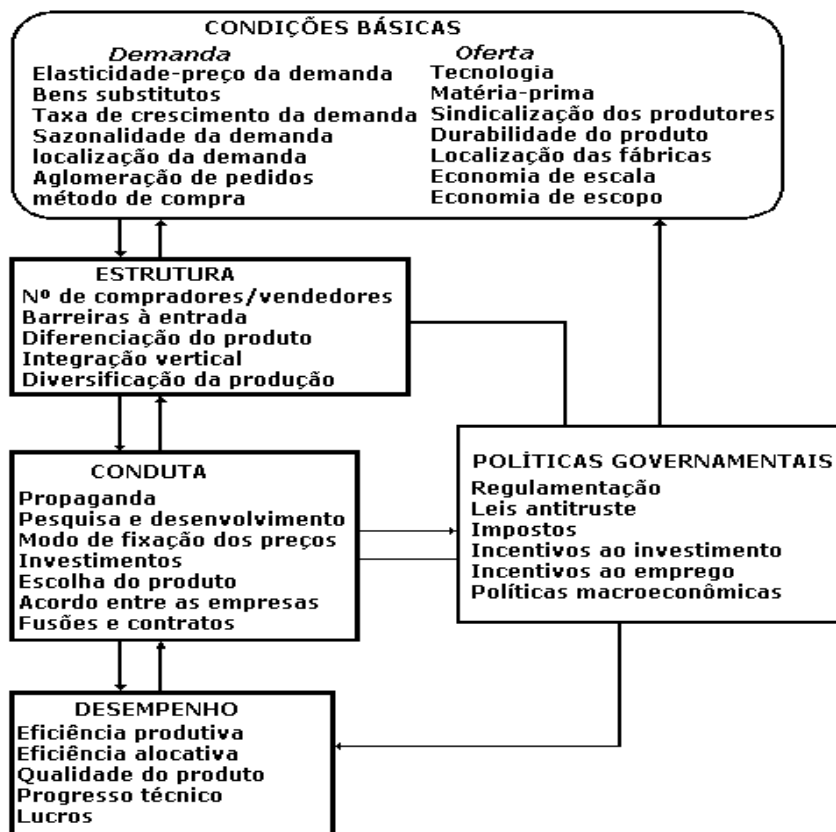 CONDIÇÕES BÁSICAS
Demanda
Elasticidade-preço da demanda
Bens substitutos
Taxa de crescimento da demanda
Sazonalidade da demanda
localização da demanda
Aglomeração de pedidos
método de compra
Oferta
Tecnologia
Matéria-prima
Sindicalização dos produtores
Durabilidade do produto
Localização das fábricas
Economia de escala
Economia de escopo
ESTRUTURA
Nº de compradores/vendedores
Barreiras à entrada
Diferenciação do produto
Integração vertical
Diversificação da produção
CONDUTA
Propaganda
Pesquisa e desenvolvimento
Modo de fixação dos preços
Investimentos
Escolha do produto
Acordo entre as empresas
Fusões e contratos
POLÍTICAS GOVERNAMENTAIS
Regulamentação
Leis antitruste
Impostos
Incentivos ao investimento
Incentivos ao emprego
Políticas macroeconômicas
DESEMPENHO
Eficiência produtiva
Eficiência alocativa
Qualidade do produto
Progresso técnico
Lucros